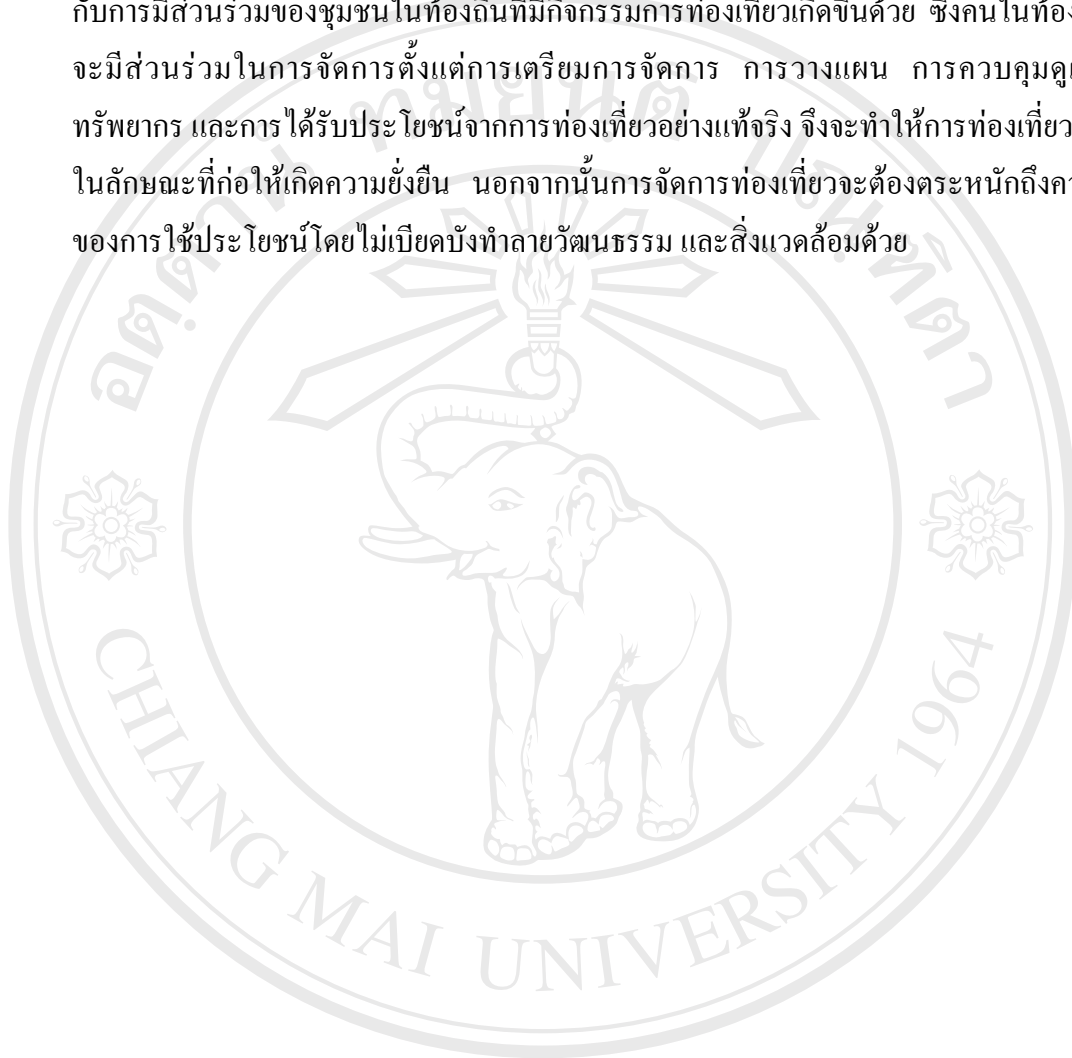 กับการมีส่วนร่วมของชุมชนในท้องถิ่นที่มีกิจกรรมการท่องเที่ยวเกิดขึ้นด้วย ซึ่งคนในท้อง
จะมีส่วนร่วมในการจัดการตั้งแต่การเตรียมการจัดการ การวางแผน การควบคุม
ทรัพยากร และการได้รับประโยชน์จากการท่องเที่ยวอย่างแท้จริง จึงจะทำให้การท่องเที่ยว
ในลักษณะที่ก่อให้เกิดความยั่งยืน นอกจากนั้นการจัดการท่องเที่ยวจะต้องตระหนักถึง
ของการใช้ประโยชน์โดยไม่เบียดบังทำลายวัฒนธรรม และสิ่งแวดล้อมด้วย
อตฺตานํ ทมยนฺติ ปณฺฑิตา
CHIANG MAI UNIVERSITY 1964